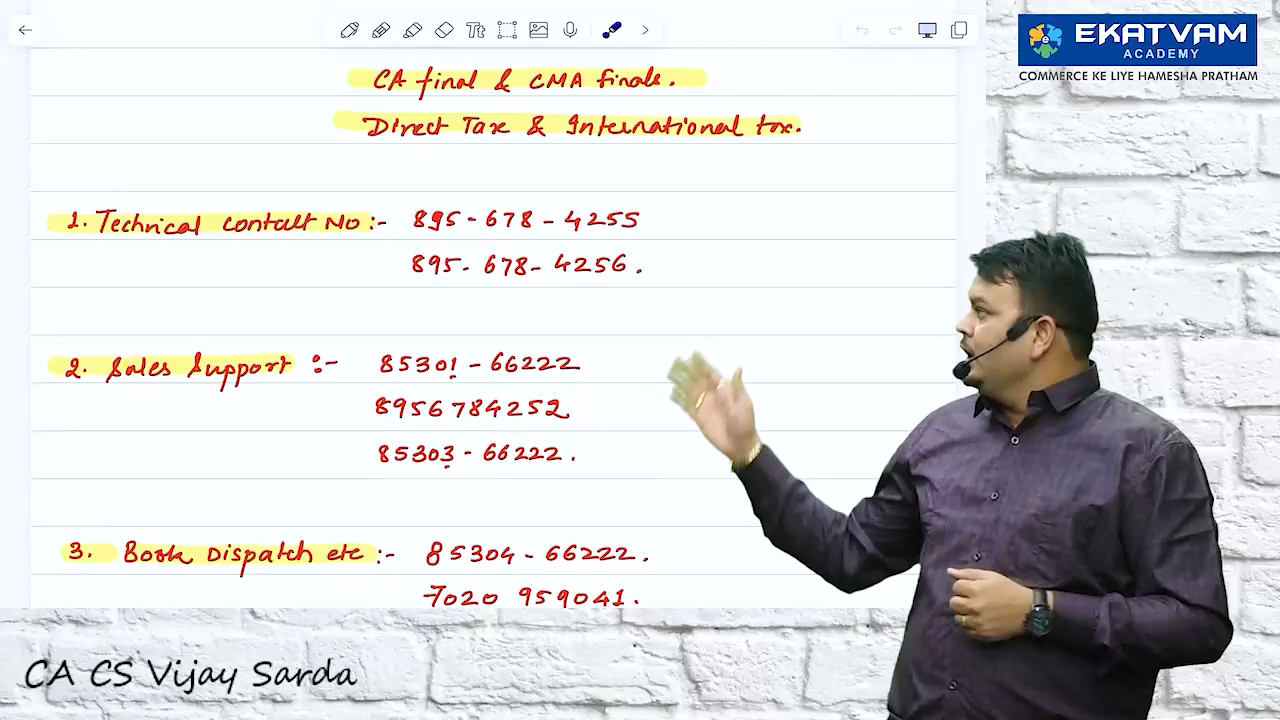 EKATVAM
ACADEMY
COMMERCE KE LIYE HAMESHA PRATHAM
CA final & CMA finals.
Direct Tax & International tax.
1. Technical Contact No :- 895-678-4255
895-678-4256.
2. Sales Support :- 85301-66222
8956784252
85303-66222.
3. Book Dispatch etc :- 85304-66222.
7020 959041.
CA CS Vijay Sarda